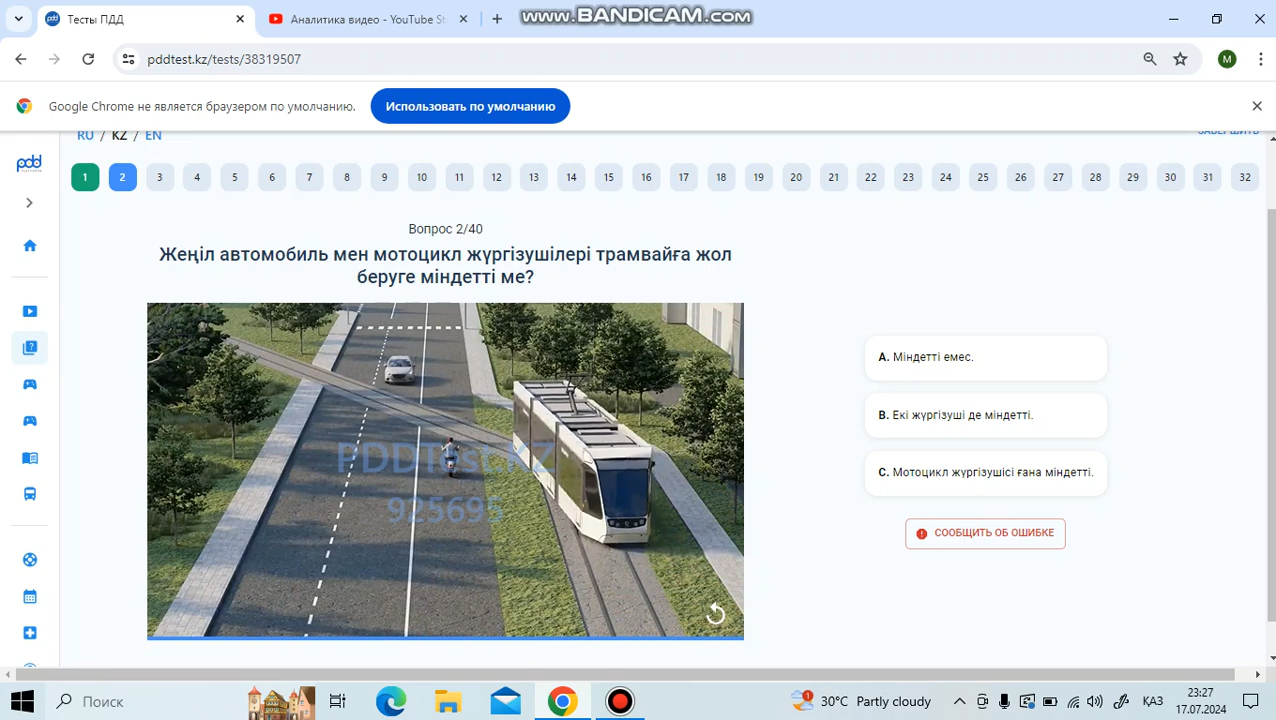 www.BANDICAM.com
Тесты ПДД
Аналитика видео - YouTube St
pddtest.kz/tests/38319507
M
Google Chrome не является браузером по умолчанию.
Использовать по умолчанию
RU / KZ / EN
ЗАВЕРШИТЬ
pdd
1 2 3 4 5 6 7 8 9 10 11 12 13 14 15 16 17 18 19 20 21 22 23 24 25 26 27 28 29 30 31 32
Вопрос 2/40
Жеңіл автомобиль мен мотоцикл жүргізушілері трамвайға жол
беруге міндетті ме?
PDDTest.KZ
925695
A. Міндетті емес.
B. Екі жүргізуші де міндетті.
C. Мотоцикл жүргізушісі ғана міндетті.
СООБЩИТЬ ОБ ОШИБКЕ
Поиск
1
30°C Partly cloudy
ҚАЗ
23:27
17.07.2024